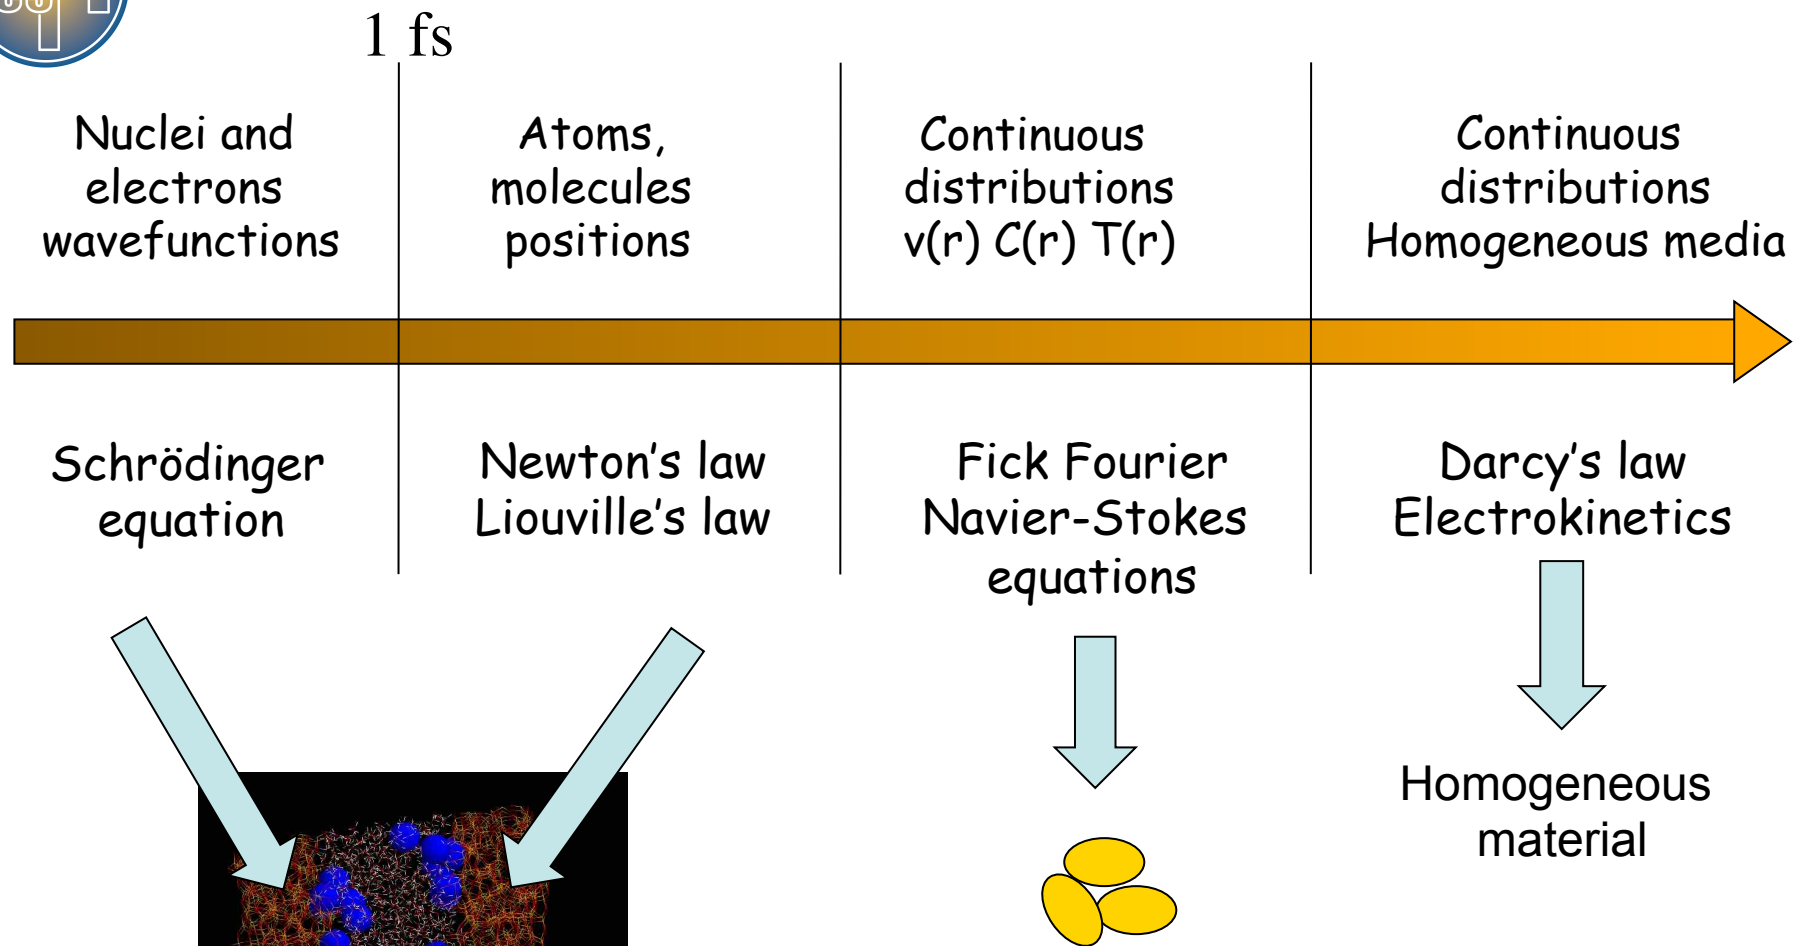 1 fs
Nuclei and
electrons
wavefunctions
Atoms,
molecules
positions
Continuous
distributions
v(r) C(r) T(r)
Continuous
distributions
Homogeneous media
Schrödinger
equation
Newton's law
Liouville's law
Fick Fourier
Navier-Stokes
equations
Darcy's law
Electrokinetics
Homogeneous
material